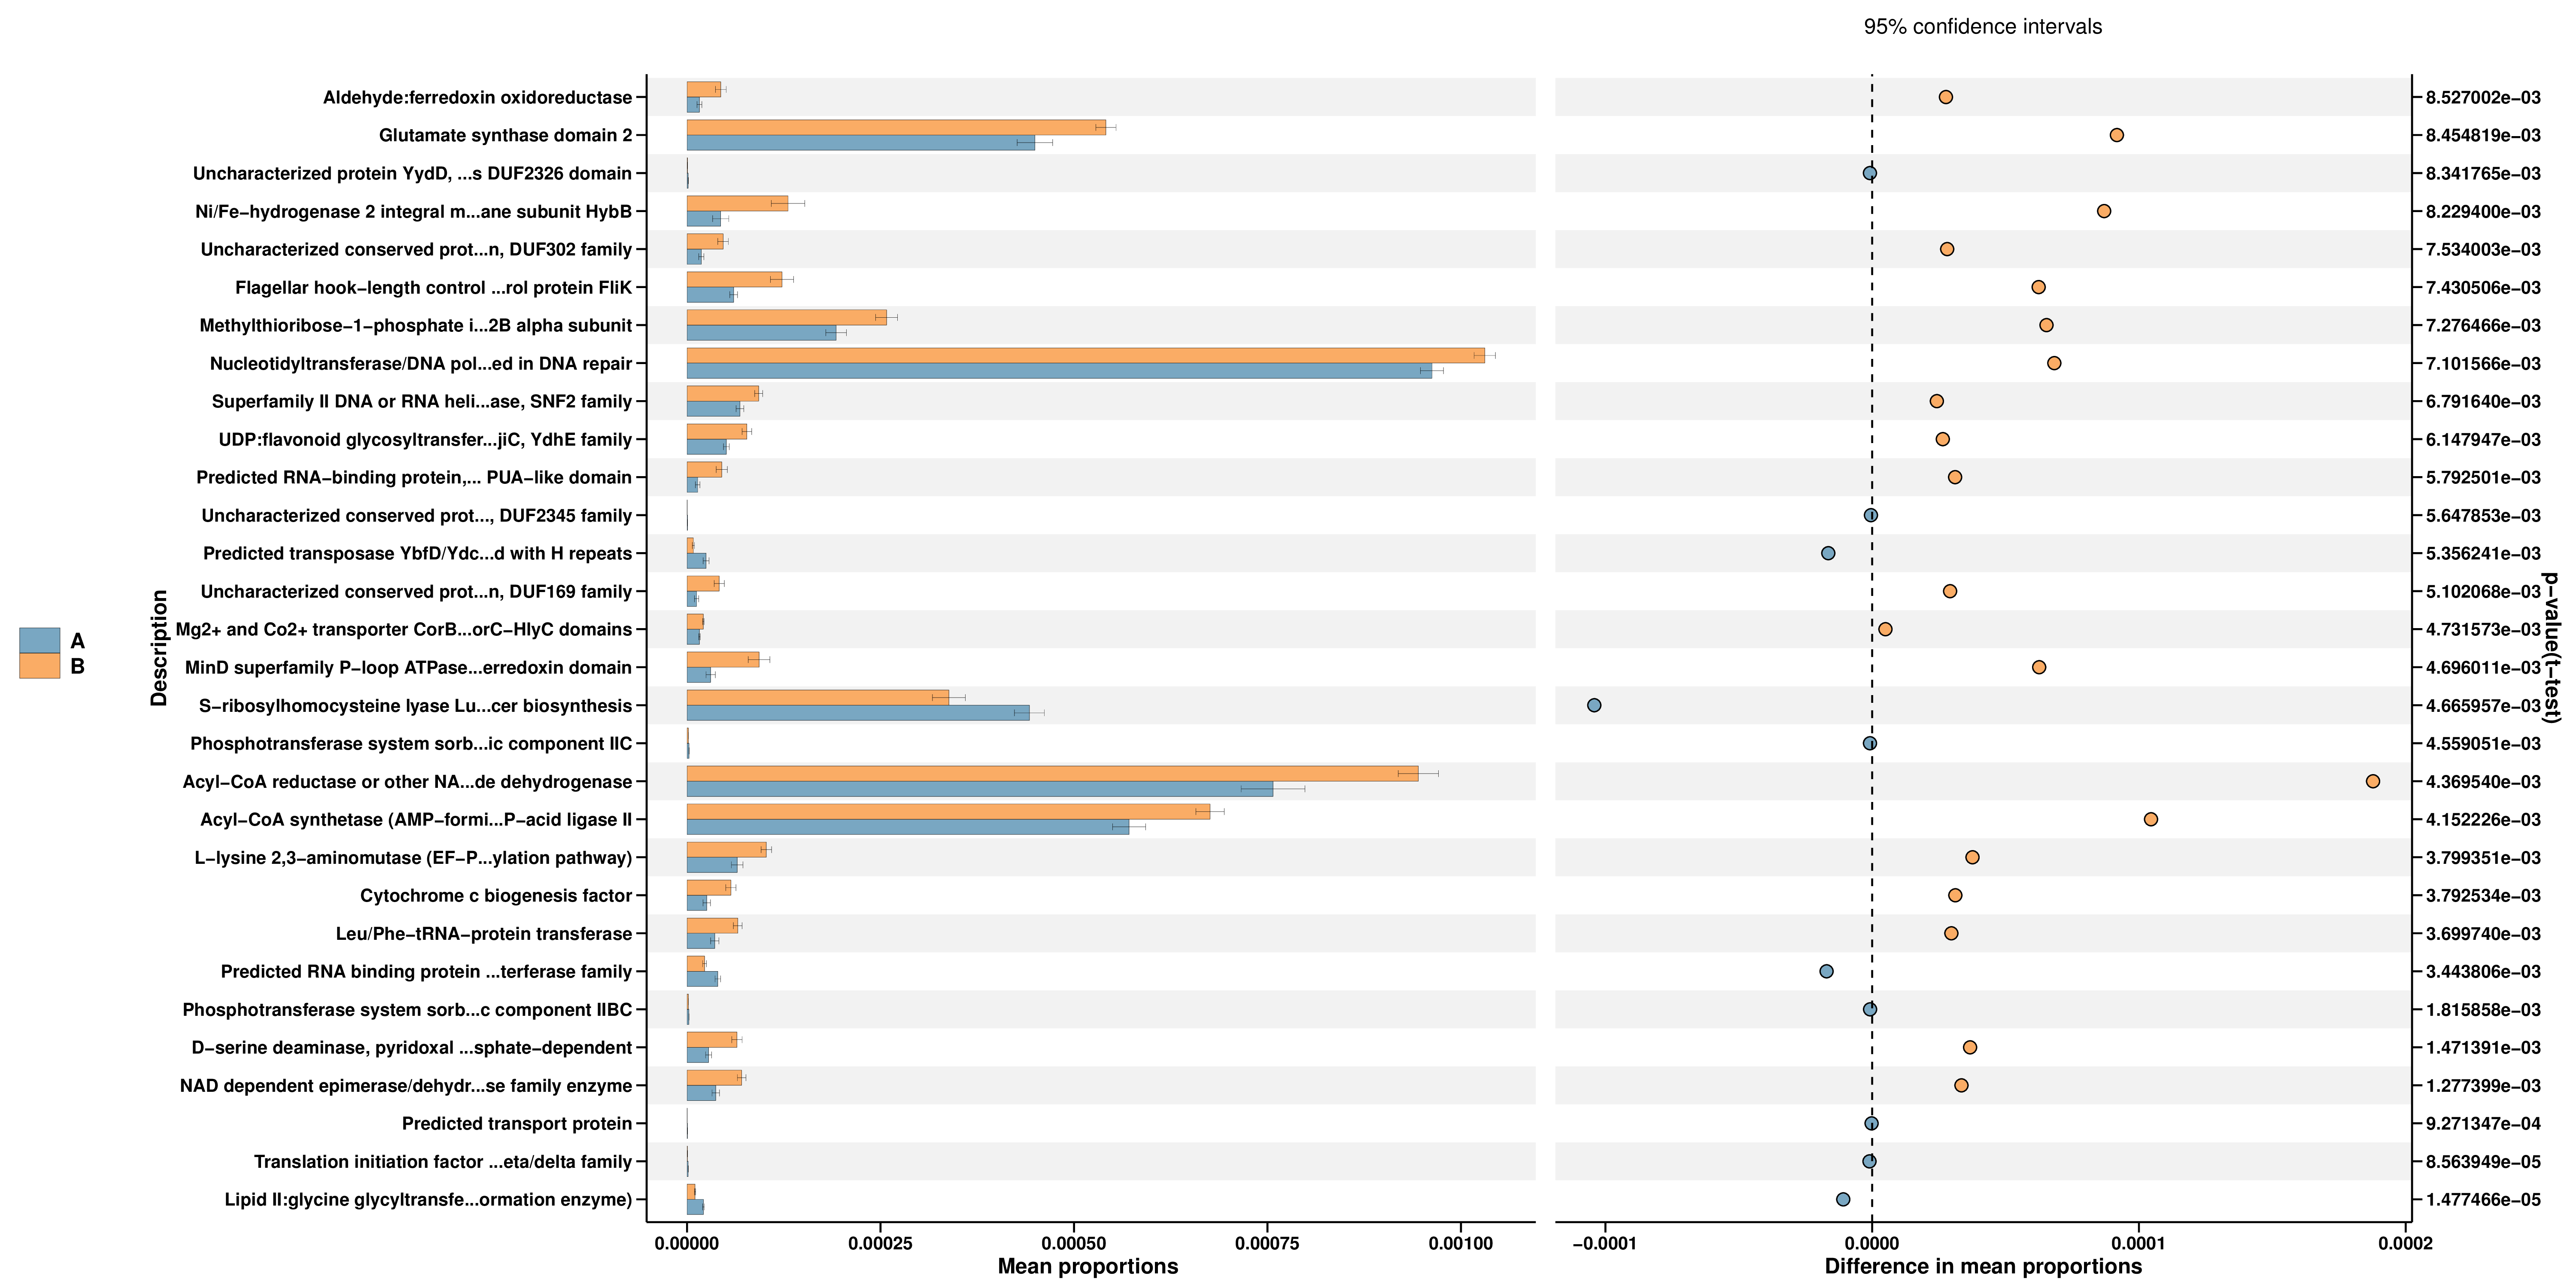 95% confidence intervals
Aldehyde:ferredoxin oxidoreductase 8.527002e−03
Glutamate synthase domain 2 8.454819e−03
Uncharacterized protein YydD, ...s DUF2326 domain 8.341765e−03
Ni/Fe−hydrogenase 2 integral m...ane subunit HybB 8.229400e−03
Uncharacterized conserved prot...n, DUF302 family 7.534003e−03
Flagellar hook−length control ...rol protein FliK 7.430506e−03
Methylthioribose−1−phosphate i...2B alpha subunit 7.276466e−03
Nucleotidyltransferase/DNA pol...ed in DNA repair 7.101566e−03
Superfamily II DNA or RNA heli...ase, SNF2 family 6.791640e−03
UDP:flavonoid glycosyltransfer...jiC, YdhE family 6.147947e−03
Predicted RNA−binding protein,... PUA−like domain 5.792501e−03
Uncharacterized conserved prot..., DUF2345 family 5.647853e−03
Predicted transposase YbfD/Ydc...d with H repeats 5.356241e−03
Uncharacterized conserved prot...n, DUF169 family 5.102068e−03
Mg2+ and Co2+ transporter CorB...orC−HlyC domains 4.731573e−03
MinD superfamily P−loop ATPase...erredoxin domain 4.696011e−03
S−ribosylhomocysteine lyase Lu...cer biosynthesis 4.665957e−03
Phosphotransferase system sorb...ic component IIC 4.559051e−03
Acyl−CoA reductase or other NA...de dehydrogenase 4.369540e−03
Acyl−CoA synthetase (AMP−formi...P−acid ligase II 4.152226e−03
L−lysine 2,3−aminomutase (EF−P...ylation pathway) 3.799351e−03
Cytochrome c biogenesis factor 3.792534e−03
Leu/Phe−tRNA−protein transferase 3.699740e−03
Predicted RNA binding protein ...terferase family 3.443806e−03
Phosphotransferase system sorb...c component IIBC 1.815858e−03
D−serine deaminase, pyridoxal ...sphate−dependent 1.471391e−03
NAD dependent epimerase/dehydr...se family enzyme 1.277399e−03
Predicted transport protein 9.271347e−04
Translation initiation factor ...eta/delta family 8.563949e−05
Lipid II:glycine glycyltransfe...ormation enzyme) 1.477466e−05
A
B
Description
p−value(t−test)
0.00000 0.00025 0.00050 0.00075 0.00100 −0.0001 0.0000 0.0001 0.0002
Mean proportions Difference in mean proportions